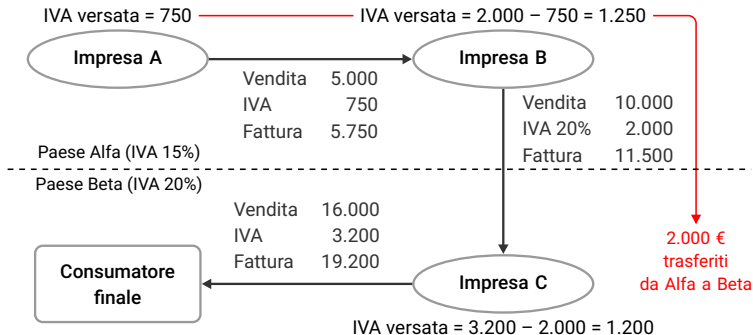 IVA versata = 750
IVA versata = 2.000 – 750 = 1.250
Impresa A
Impresa B
Vendita 5.000
IVA 750
Fattura 5.750
Vendita 10.000
IVA 20% 2.000
Fattura 11.500
Paese Alfa (IVA 15%)
Paese Beta (IVA 20%)
Vendita 16.000
IVA 3.200
Fattura 19.200
2.000 €
trasferiti
da Alfa a Beta
Consumatore
finale
Impresa C
IVA versata = 3.200 – 2.000 = 1.200